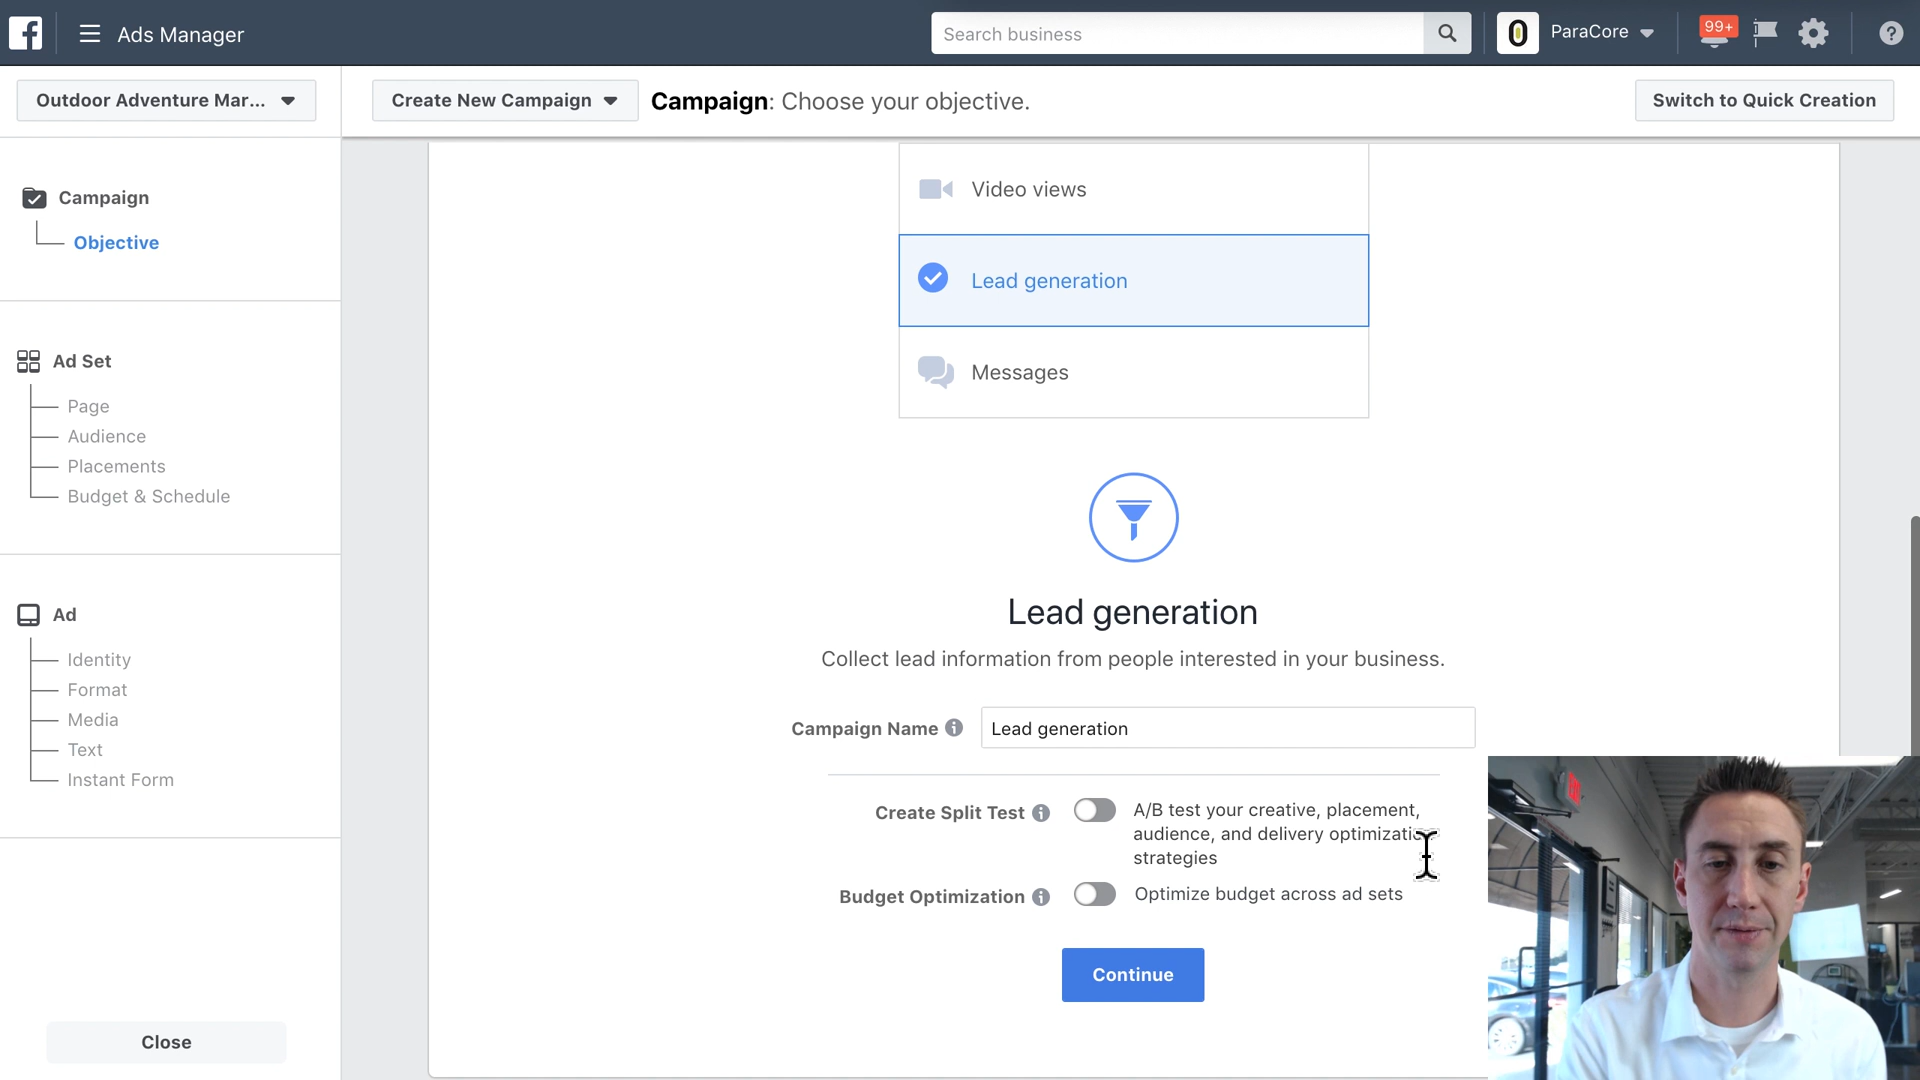 Ads Manager
Search business
ParaCore
99+
Outdoor Adventure Mar...
Create New Campaign
Campaign: Choose your objective.
Switch to Quick Creation
Campaign
Objective
Ad Set
Page
Audience
Placements
Budget & Schedule
Ad
Identity
Format
Media
Text
Instant Form
Close
Video views
Lead generation
Messages
Lead generation
Collect lead information from people interested in your business.
Campaign Name
Lead generation
Create Split Test
A/B test your creative, placement,
audience, and delivery
strategies
Budget Optimization
Optimize budget across ad sets
Continue